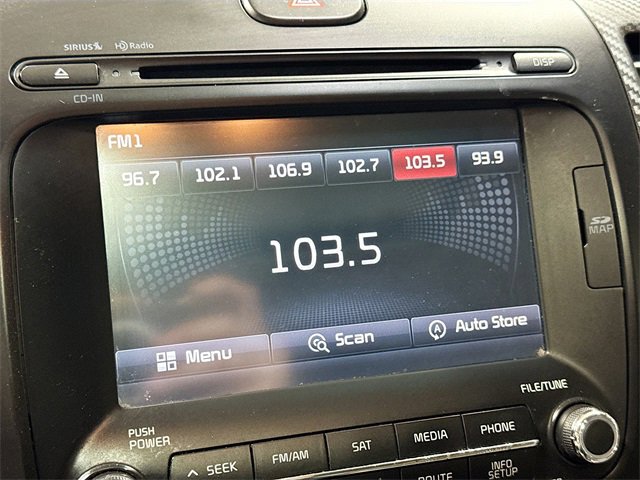 SIRIUS HD Radio
DISP
CD-IN
FM1
96.7 102.1 106.9 102.7 103.5 93.9
103.5
SD
MAP
Menu Scan Auto Store
FILE/TUNE
PUSH
POWER
SEEK FM/AM SAT MEDIA PHONE
ROUTE INFO
SETUP